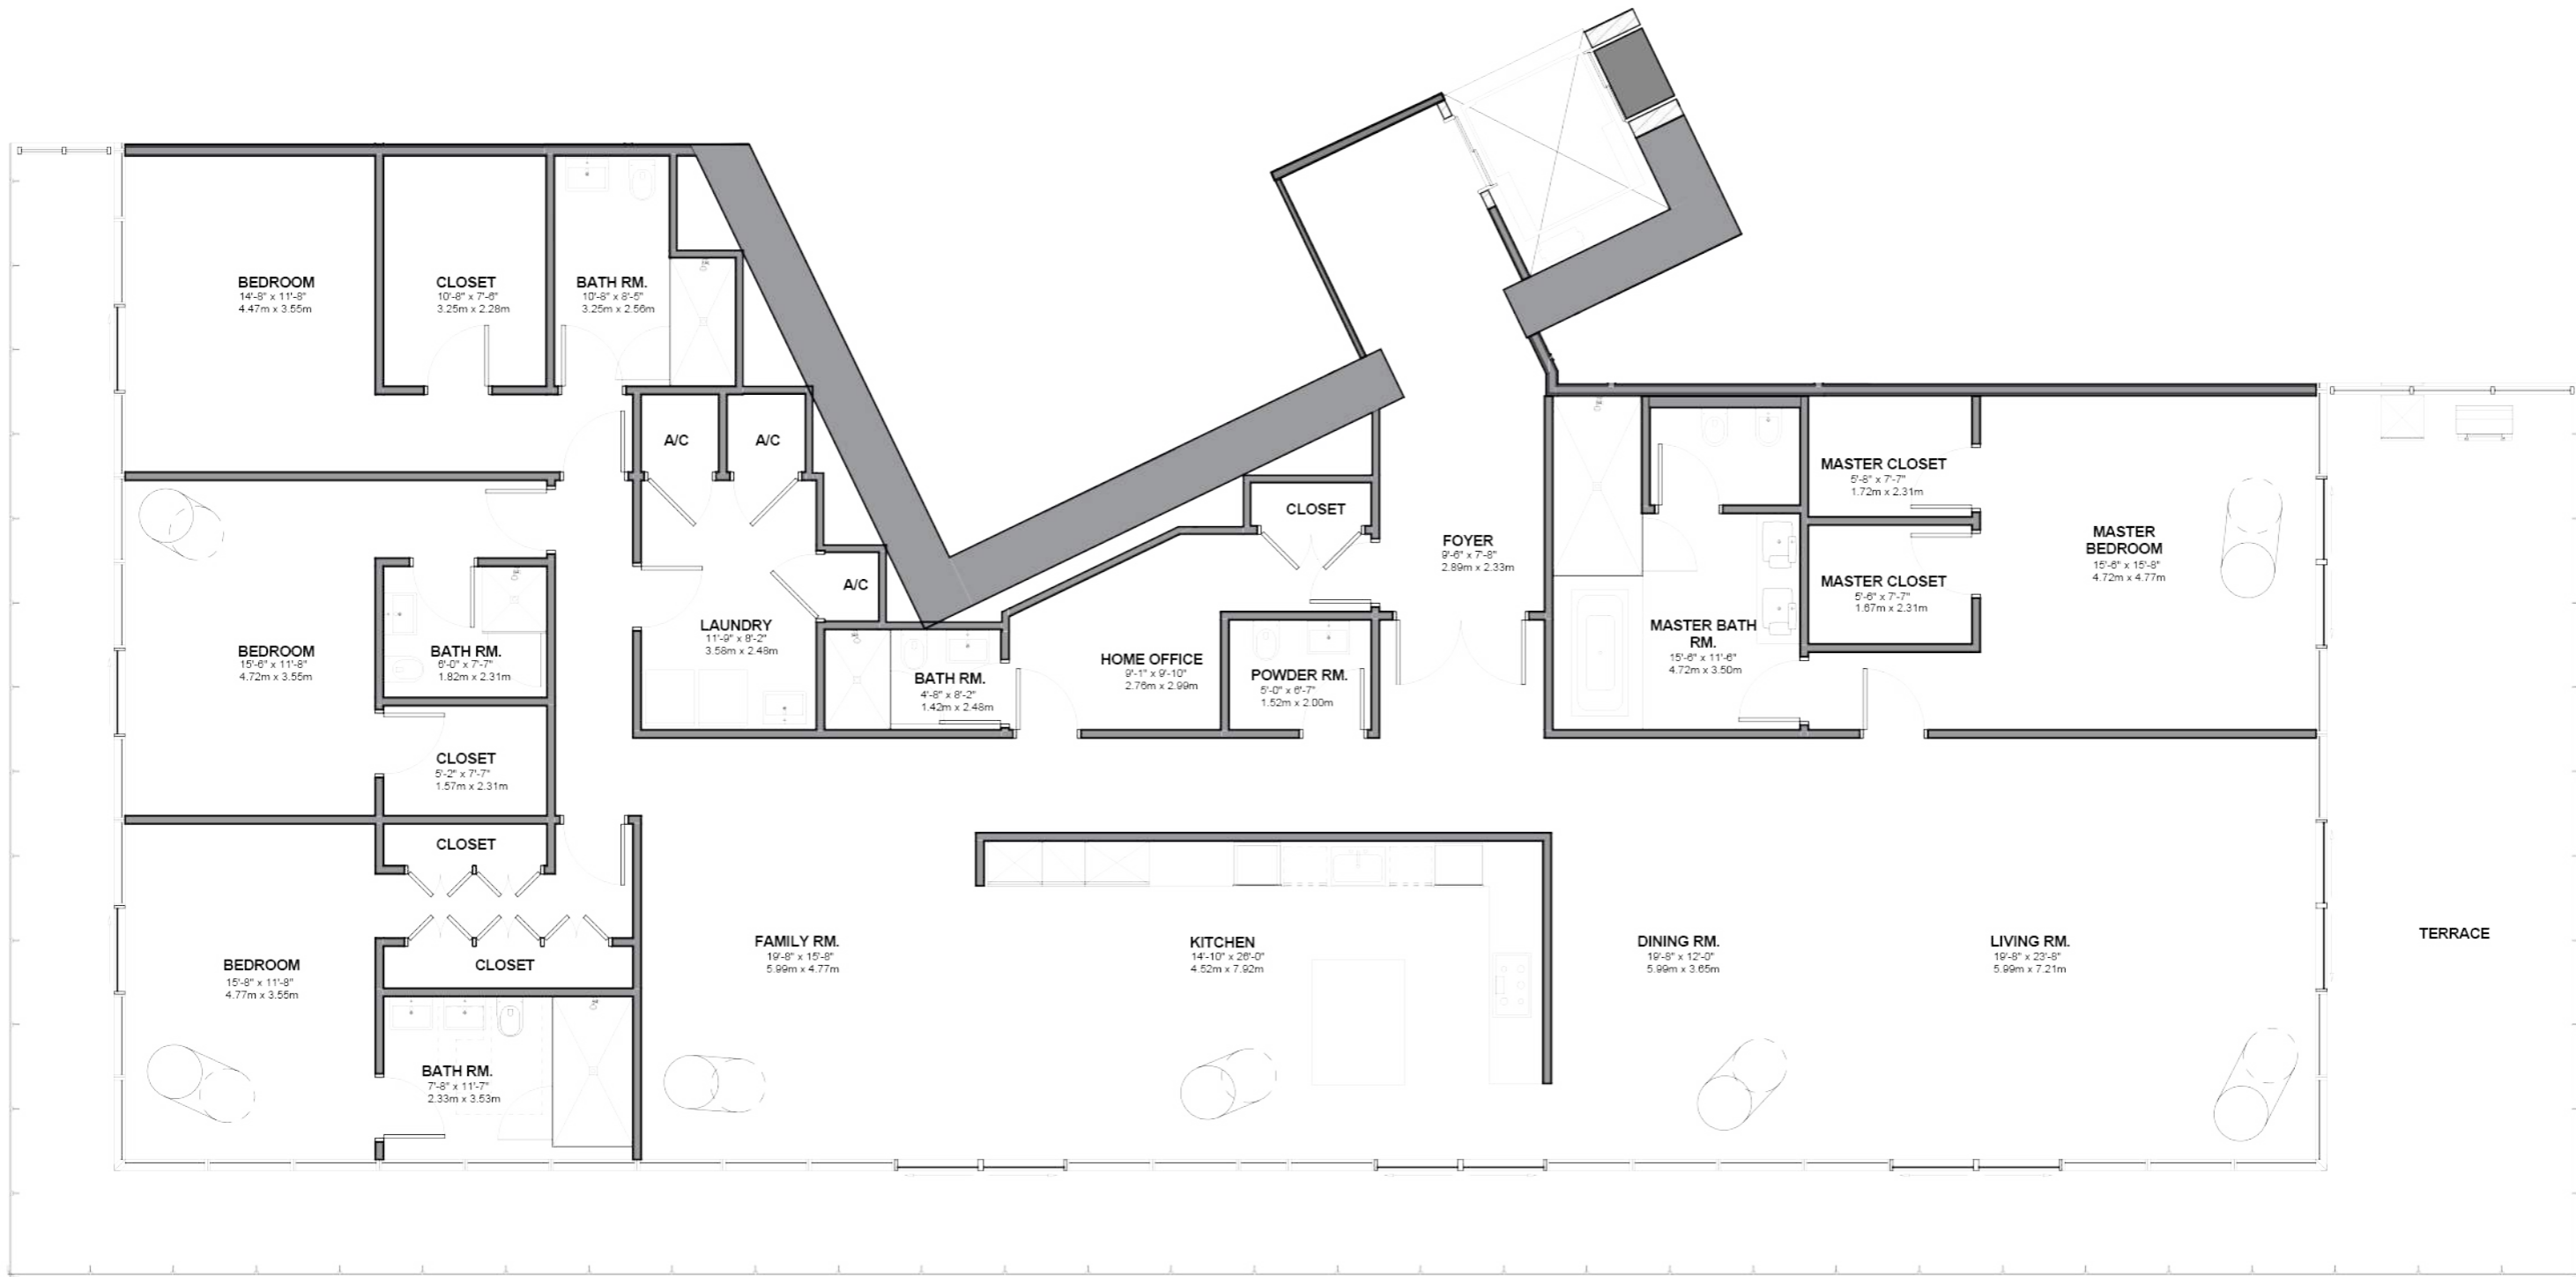 BEDROOM
14'-8" x 11'-8"
4.47m x 3.55m
CLOSET
10'-8" x 7'-6"
3.25m x 2.28m
BATH RM.
10'-8" x 8'-5"
3.25m x 2.56m
A/C
A/C
CLOSET
FOYER
9'-6" x 7'-8"
2.89m x 2.33m
MASTER CLOSET
5'-8" x 7'-7"
1.72m x 2.31m
MASTER
BEDROOM
15'-6" x 15'-8"
4.72m x 4.77m
A/C
MASTER CLOSET
5'-6" x 7'-7"
1.67m x 2.31m
LAUNDRY
11'-9" x 8'-2"
3.58m x 2.48m
MASTER BATH
RM.
15'-6" x 11'-6"
4.72m x 3.50m
BEDROOM
15'-6" x 11'-8"
4.72m x 3.55m
BATH RM.
6'-0" x 7'-7"
1.82m x 2.31m
BATH RM.
4'-8" x 8'-2"
1.42m x 2.48m
HOME OFFICE
9'-1" x 9'-10"
2.76m x 2.99m
POWDER RM.
5'-0" x 6'-7"
1.52m x 2.00m
CLOSET
5'-2" x 7'-7"
1.57m x 2.31m
CLOSET
CLOSET
BEDROOM
15'-8" x 11'-8"
4.77m x 3.55m
FAMILY RM.
19'-8" x 15'-8"
5.99m x 4.77m
KITCHEN
14'-10" x 26'-0"
4.52m x 7.92m
DINING RM.
19'-8" x 12'-0"
5.99m x 3.65m
LIVING RM.
19'-8" x 23'-8"
5.99m x 7.21m
TERRACE
BATH RM.
7'-8" x 11'-7"
2.33m x 3.53m